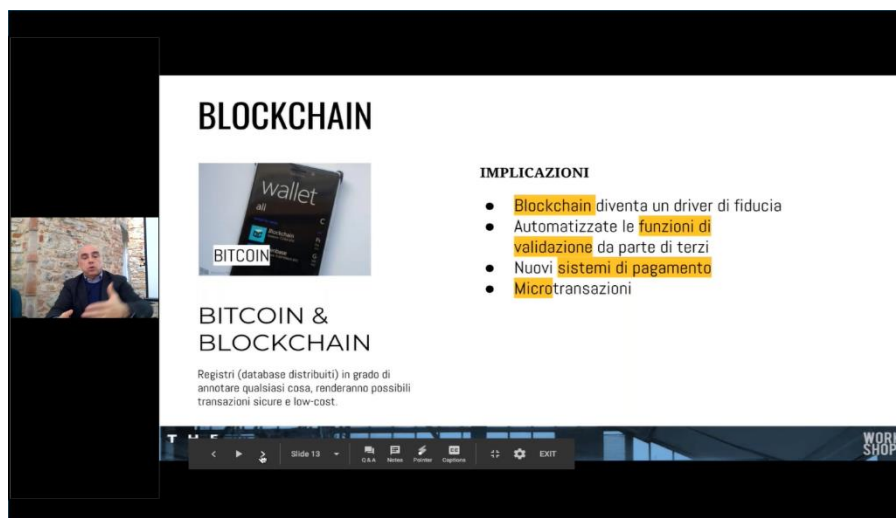 BLOCKCHAIN
wallet
all
Blockchain
BITCOIN
BITCOIN &
BLOCKCHAIN
Registri (database distribuiti) in grado di
annotare qualsiasi cosa, renderanno possibili
transazioni sicure e low-cost.
IMPLICAZIONI
● Blockchain diventa un driver di fiducia
● Automatizzate le funzioni di
validazione da parte di terzi
● Nuovi sistemi di pagamento
● Microtransazioni
Slide 13
Q&A
Notes
Pointer
Captions
EXIT
WORK
SHOP